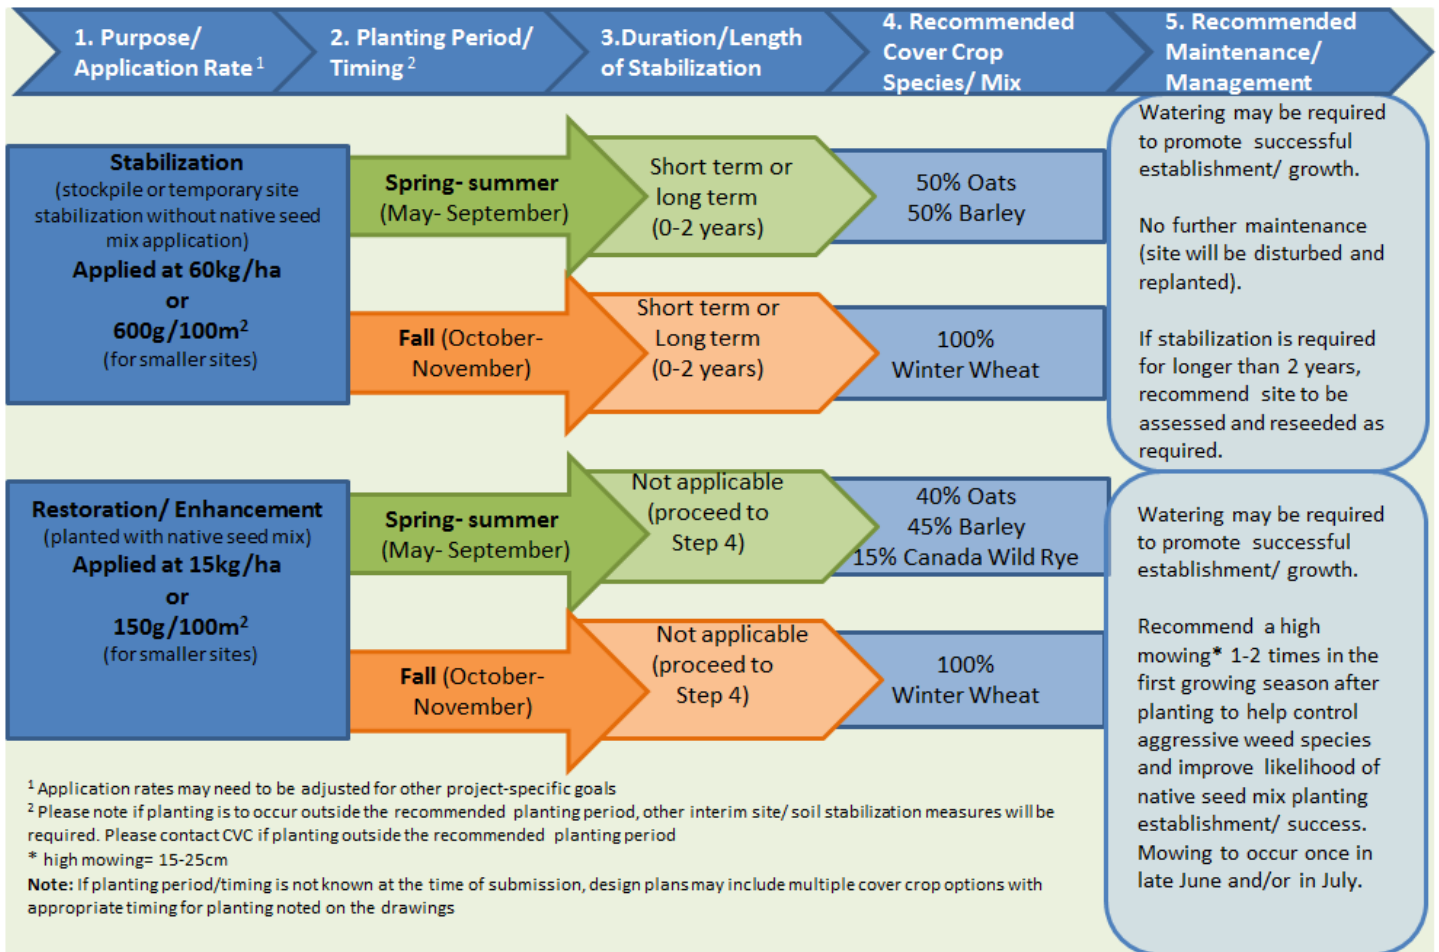 1. Purpose/
Application Rate 1
2. Planting Period/
Timing 2
3.Duration/Length
of Stabilization
4. Recommended
Cover Crop
Species/ Mix
5. Recommended
Maintenance/
Management
Stabilization
(stockpile or temporary site
stabilization without native seed
mix application)
Applied at 60kg/ha
or
600g/100m2
(for smaller sites)
Spring- summer
(May- September)
Short term or
long term
(0-2 years)
50% Oats
50% Barley
Fall (October-
November)
Short term or
Long term
(0-2 years)
100%
Winter Wheat
Watering may be required
to promote successful
establishment/ growth.
No further maintenance
(site will be disturbed and
replanted).
If stabilization is required
for longer than 2 years,
recommend site to be
assessed and reseeded as
required.
Restoration/ Enhancement
(planted with native seed mix)
Applied at 15kg/ha
or
150g/100m2
(for smaller sites)
Spring- summer
(May- September)
Not applicable
(proceed to
Step 4)
40% Oats
45% Barley
15% Canada Wild Rye
Fall (October-
November)
Not applicable
(proceed to
Step 4)
100%
Winter Wheat
Watering may be required
to promote successful
establishment/ growth.
Recommend a high
mowing* 1-2 times in the
first growing season after
planting to help control
aggressive weed species
and improve likelihood of
native seed mix planting
establishment/ success.
Mowing to occur once in
late June and/or in July.
1 Application rates may need to be adjusted for other project-specific goals
2 Please note if planting is to occur outside the recommended planting period, other interim site/ soil stabilization measures will be
required. Please contact CVC if planting outside the recommended planting period
* high mowing= 15-25cm
Note: If planting period/timing is not known at the time of submission, design plans may include multiple cover crop options with
appropriate timing for planting noted on the drawings